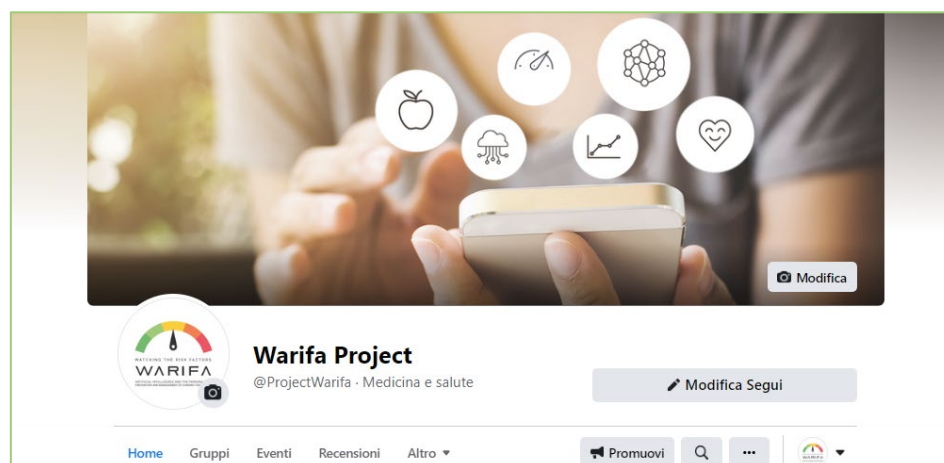 Modifica
WATCHING THE RISK FACTORS
WARIFA
Warifa Project
@ProjectWarifa · Medicina e salute
Modifica Segui
Home Gruppi Eventi Recensioni Altro
Promuovi